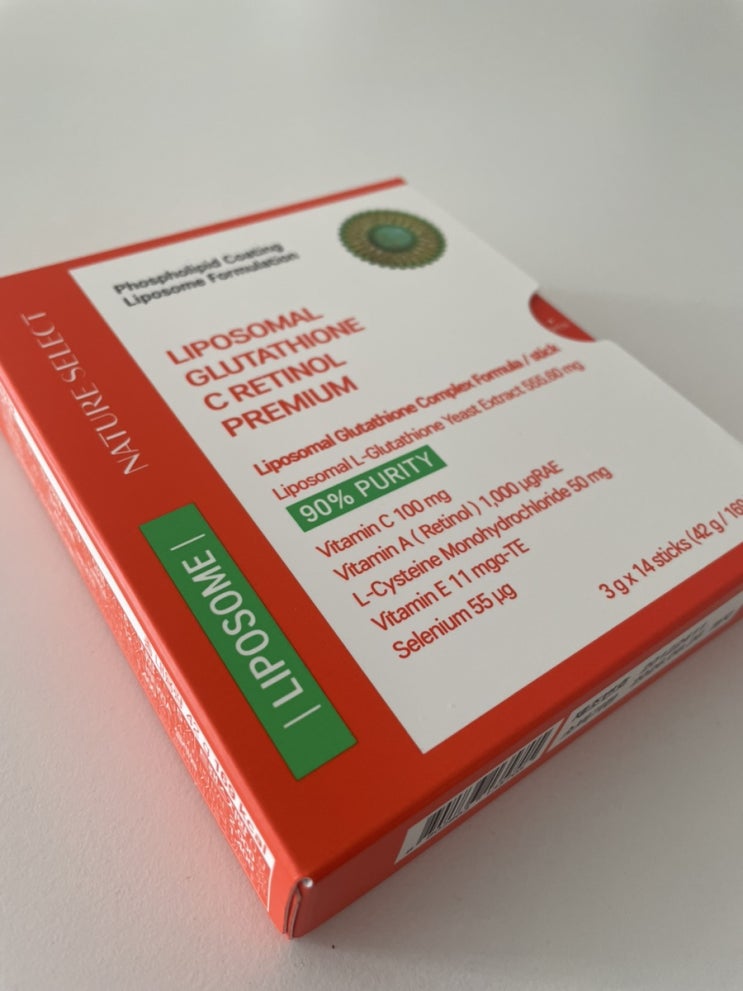 Phospholipid Coating
Liposome Formulation
LIPOSOMAL
GLUTATHIONE
C RETINOL
PREMIUM
Liposomal Glutathione Complex Formula / stick
Liposomal L-Glutathione Yeast Extract 555.60 mg
90% PURITY
Vitamin C 100 mg
Vitamin A ( Retinol ) 1,000 μgRAE
L-Cysteine Monohydrochloride 50 mg
Vitamin E 11 mgα-TE
Selenium 55 μg
3 g x 14 sticks (42 g / 
NATURE SELECT
| LIPOSOME |